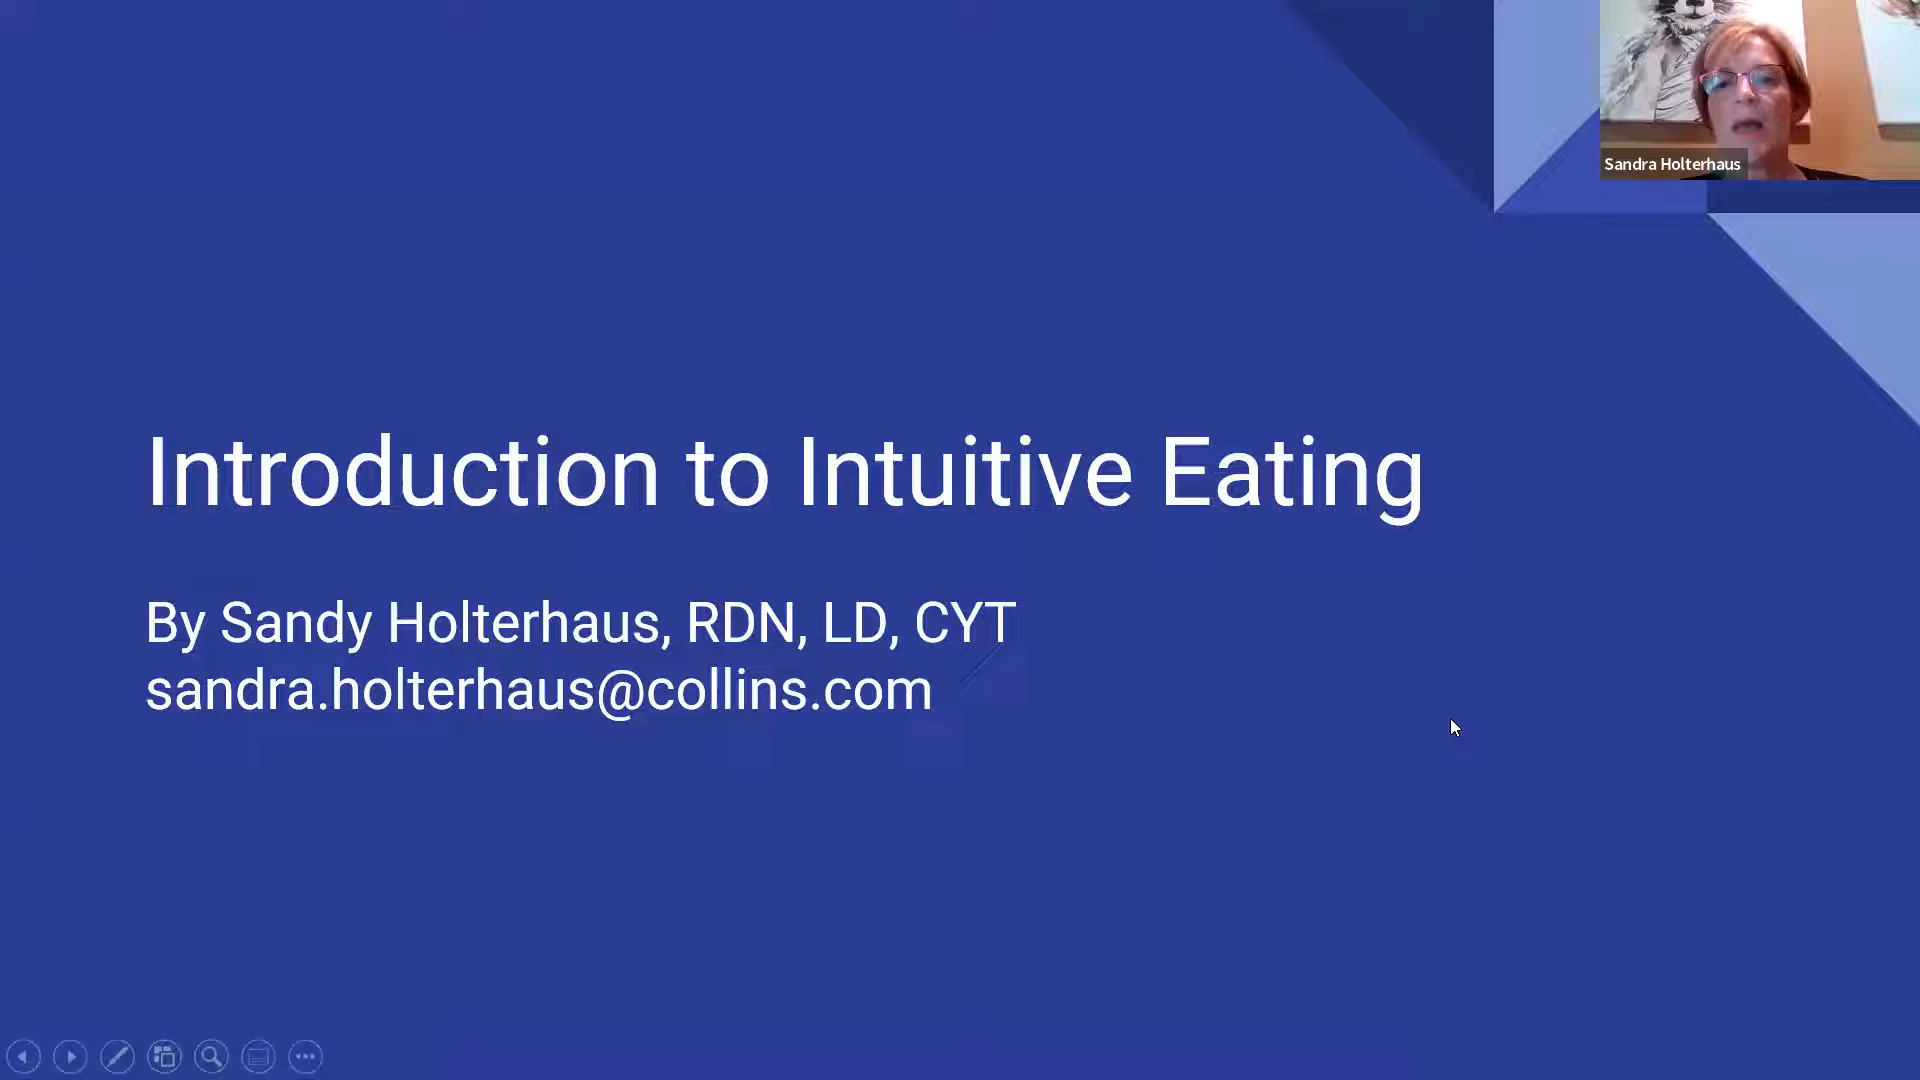 Sandra Holterhaus
Introduction to Intuitive Eating
By Sandy Holterhaus, RDN, LD, CYT
sandra.holterhaus@collins.com